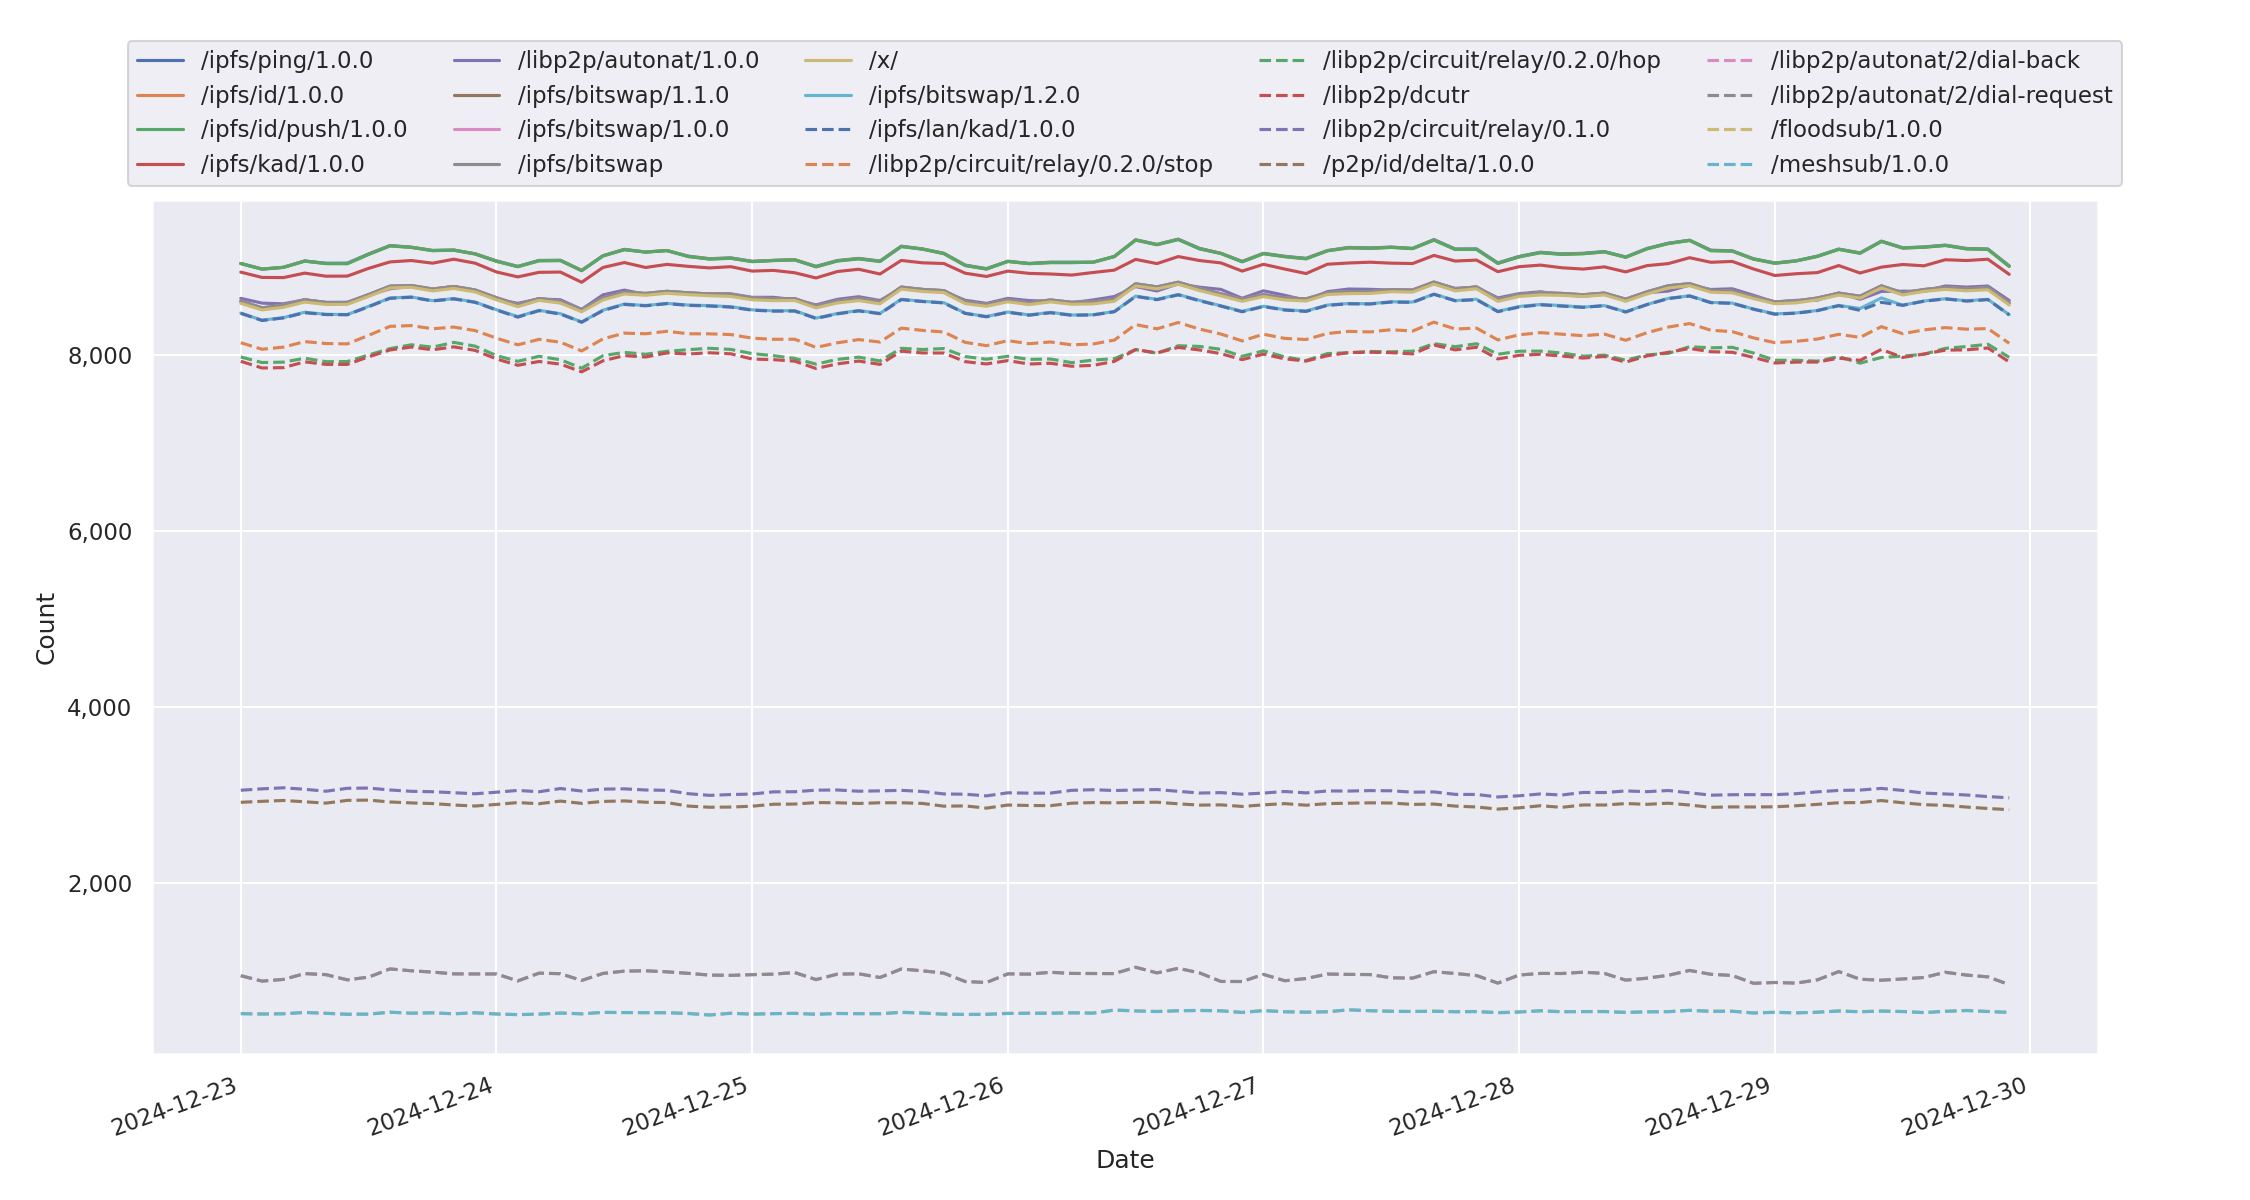 /ipfs/ping/1.0.0 /libp2p/autonat/1.0.0 /x/ /libp2p/circuit/relay/0.2.0/hop /libp2p/autonat/2/dial-back
/ipfs/id/1.0.0 /ipfs/bitswap/1.1.0 /ipfs/bitswap/1.2.0 /libp2p/dcutr /libp2p/autonat/2/dial-request
/ipfs/id/push/1.0.0 /ipfs/bitswap/1.0.0 /ipfs/lan/kad/1.0.0 /libp2p/circuit/relay/0.1.0 /floodsub/1.0.0
/ipfs/kad/1.0.0 /ipfs/bitswap /libp2p/circuit/relay/0.2.0/stop /p2p/id/delta/1.0.0 /meshsub/1.0.0
8,000
6,000
4,000
2,000
Count
2024-12-23 2024-12-24 2024-12-25 2024-12-26 2024-12-27 2024-12-28 2024-12-29 2024-12-30
Date